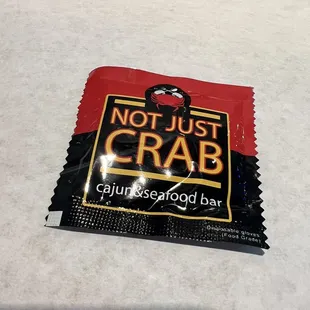 NOT JUST
CRAB
cajun&seafood bar
Disposable gloves
(Food Grade)